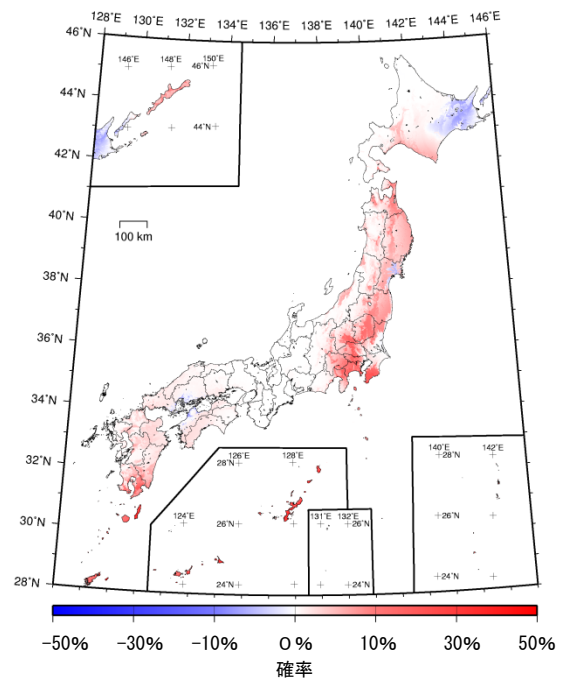 128°E 130°E 132°E 134°E 136°E 138°E 140°E 142°E 144°E 146°E
46°N
146°E 148°E 150°E
46°N
44°N
44°N
42°N
40°N
100 km
38°N
36°N
34°N
32°N
126°E 128°E
28°N
140°E 142°E
28°N
124°E
26°N
131°E 132°E
26°N
26°N
30°N
24°N
24°N
24°N
28°N
-50% -30% -10% 0% 10% 30% 50%
確率